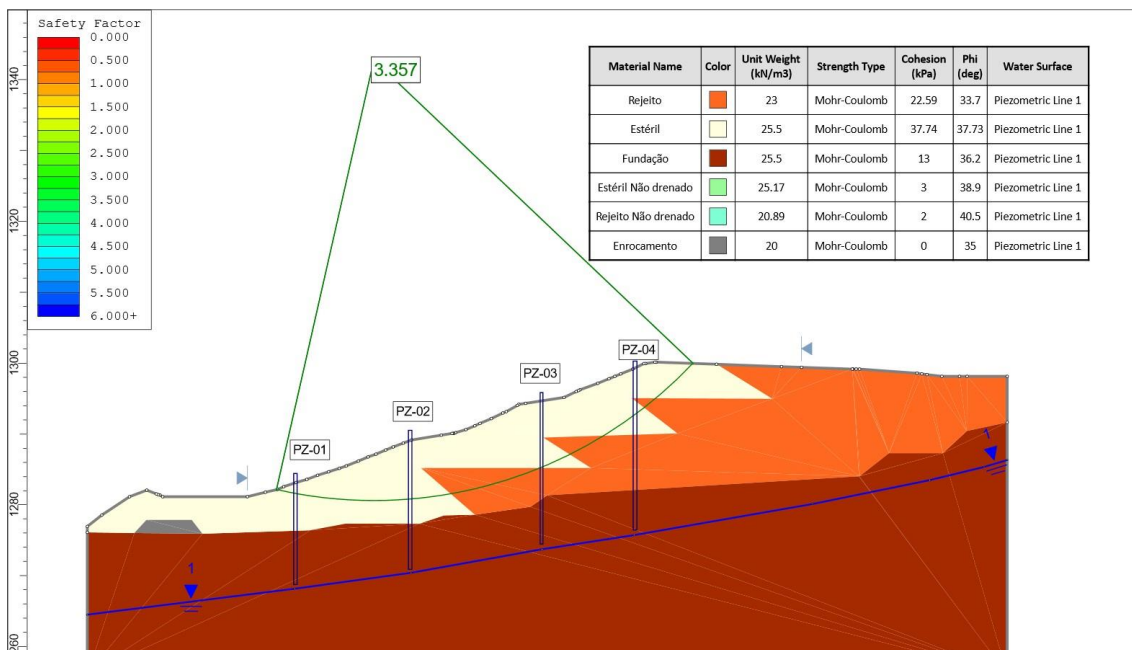 Safety Factor
0.000
0.500
1.000
1.500
2.000
2.500
3.000
3.500
4.000
4.500
5.000
5.500
6.000+
1340
1320
1300
1280
1260
3.357
Material Name Color Unit Weight (kN/m3) Strength Type Cohesion (kPa) Phi (deg) Water Surface
Rejeito 23 Mohr-Coulomb 22.59 33.7 Piezometric Line 1
Estéril 25.5 Mohr-Coulomb 37.74 37.73 Piezometric Line 1
Fundação 25.5 Mohr-Coulomb 13 36.2 Piezometric Line 1
Estéril Não drenado 25.17 Mohr-Coulomb 3 38.9 Piezometric Line 1
Rejeito Não drenado 20.89 Mohr-Coulomb 2 40.5 Piezometric Line 1
Enrocamento 20 Mohr-Coulomb 0 35 Piezometric Line 1
PZ-04
PZ-03
PZ-02
PZ-01
1
1